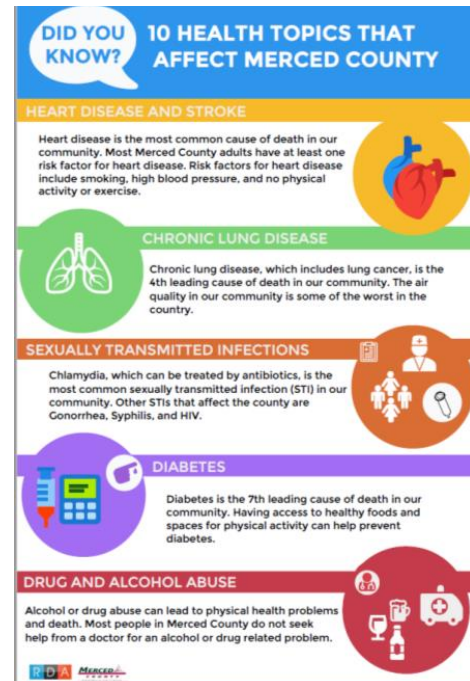 DID YOU
KNOW?
10 HEALTH TOPICS THAT
AFFECT MERCED COUNTY
HEART DISEASE AND STROKE
Heart disease is the most common cause of death in our
community. Most Merced County adults have at least one
risk factor for heart disease. Risk factors for heart disease
include smoking, high blood pressure, and no physical
activity or exercise.
CHRONIC LUNG DISEASE
Chronic lung disease, which includes lung cancer, is the
4th leading cause of death in our community. The air
quality in our community is some of the worst in the
country.
SEXUALLY TRANSMITTED INFECTIONS
Chlamydia, which can be treated by antibiotics, is the
most common sexually transmitted infection (STI) in our
community. Other STIs that affect the county are
Gonorrhea, Syphilis, and HIV.
DIABETES
Diabetes is the 7th leading cause of death in our
community. Having access to healthy foods and
spaces for physical activity can help prevent
diabetes.
DRUG AND ALCOHOL ABUSE
Alcohol or drug abuse can lead to physical health problems
and death. Most people in Merced County do not seek
help from a doctor for an alcohol or drug related problem.
RDA
MERCED
COUNTY